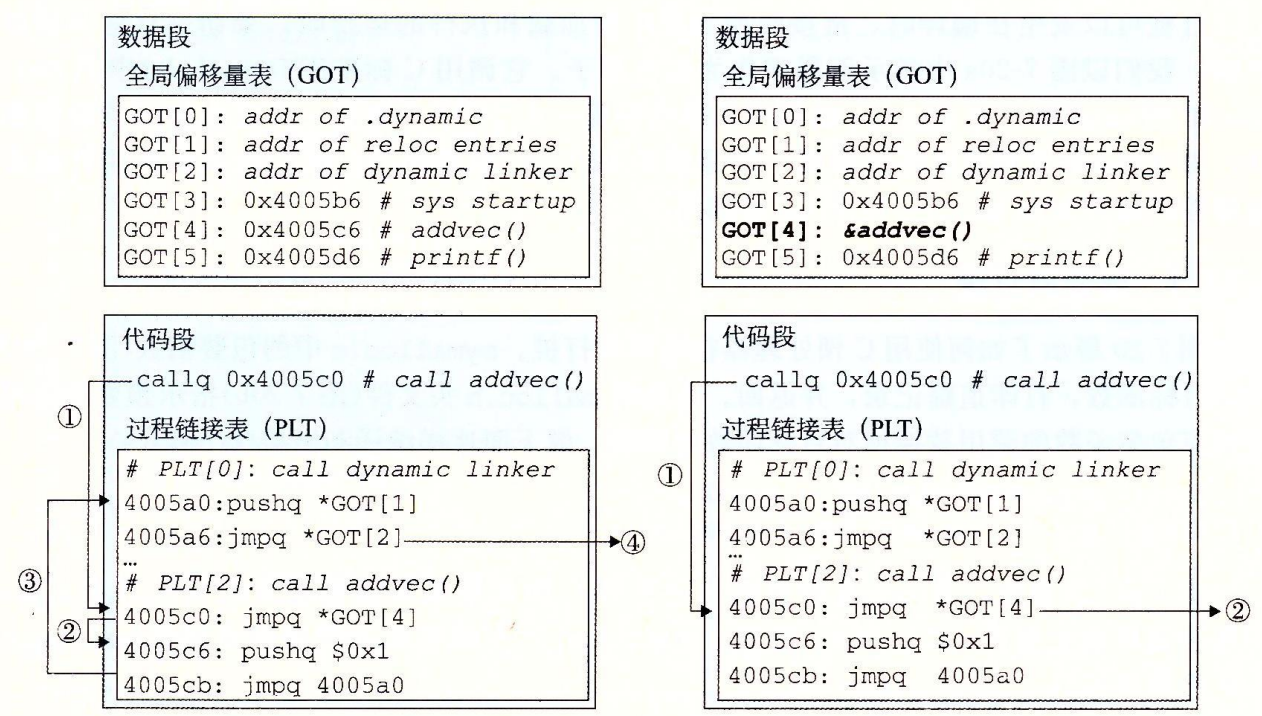 数据段
全局偏移量表（GOT）
GOT[0]: addr of .dynamic
GOT[1]: addr of reloc entries
GOT[2]: addr of dynamic linker
GOT[3]: 0x4005b6 # sys startup
GOT[4]: 0x4005c6 # addvec()
GOT[5]: 0x4005d6 # printf()
代码段
callq 0x4005c0 # call addvec()
①
过程链接表（PLT）
# PLT[0]: call dynamic linker
4005a0:pushq *GOT[1]
4005a6:jmpq *GOT[2]
④
…
③
# PLT[2]: call addvec()
4005c0: jmpq *GOT[4]
②
4005c6: pushq $0x1
4005cb: jmpq 4005a0
数据段
全局偏移量表（GOT）
GOT[0]: addr of .dynamic
GOT[1]: addr of reloc entries
GOT[2]: addr of dynamic linker
GOT[3]: 0x4005b6 # sys startup
GOT[4]: &addvec()
GOT[5]: 0x4005d6 # printf()
代码段
callq 0x4005c0 # call addvec()
过程链接表（PLT）
①
# PLT[0]: call dynamic linker
4005a0:pushq *GOT[1]
4005a6:jmpq *GOT[2]
…
# PLT[2]: call addvec()
4005c0: jmpq *GOT[4]
②
4005c6: pushq $0x1
4005cb: jmpq 4005a0